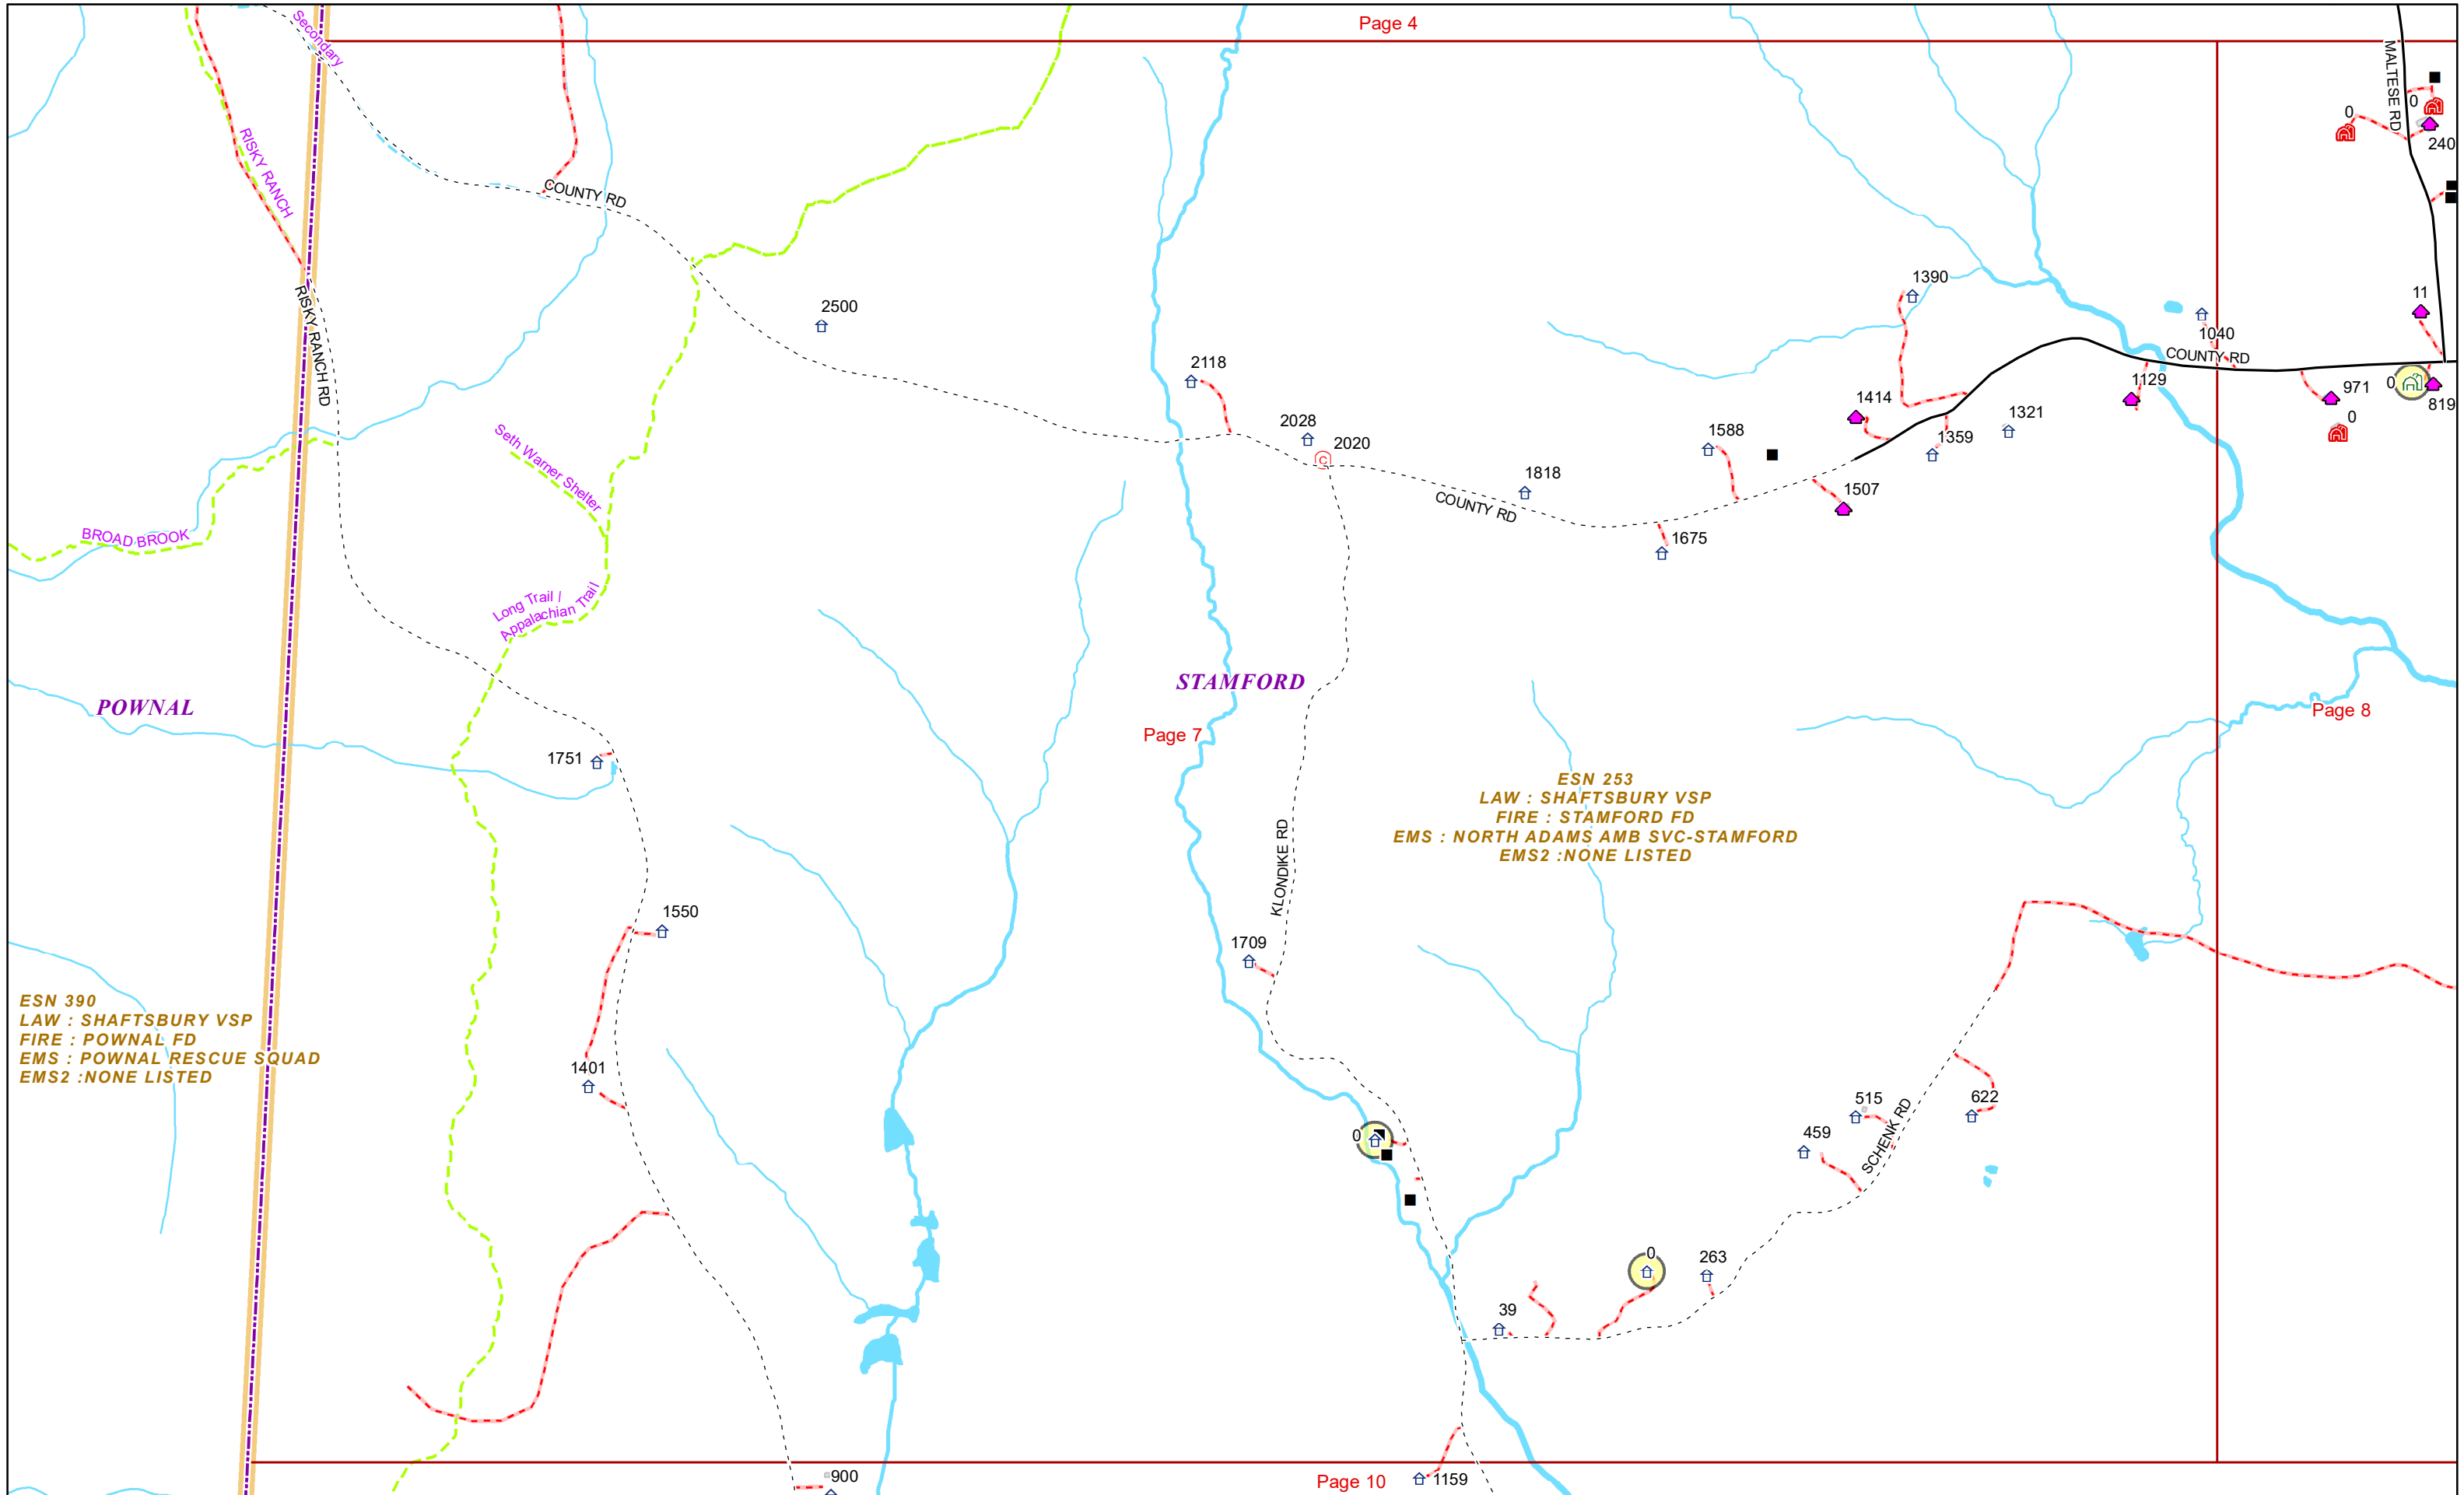 Page 4
Secondary
MALTESE RD
0
0
240
RISKY RANCH
COUNTY RD
RISKY RANCH RD
2500
1390
11
1040
COUNTY RD
2118
1129
971
0
819
0
1414
1321
1359
2028
2020
1588
Seth Warner Shelter
1818
COUNTY RD
1507
BROAD BROOK
1675
Long Trail /
Appalachian Trail
STAMFORD
POWNAL
Page 7
Page 8
1751
ESN 253
LAW : SHAFTSBURY VSP
FIRE : STAMFORD FD
EMS : NORTH ADAMS AMB SVC-STAMFORD
EMS2 :NONE LISTED
KLONDIKE RD
1550
1709
ESN 390
LAW : SHAFTSBURY VSP
FIRE : POWNAL FD
EMS : POWNAL RESCUE SQUAD
EMS2 :NONE LISTED
1401
515
622
SCHENK RD
459
0
0
263
39
900
Page 10
1159
C